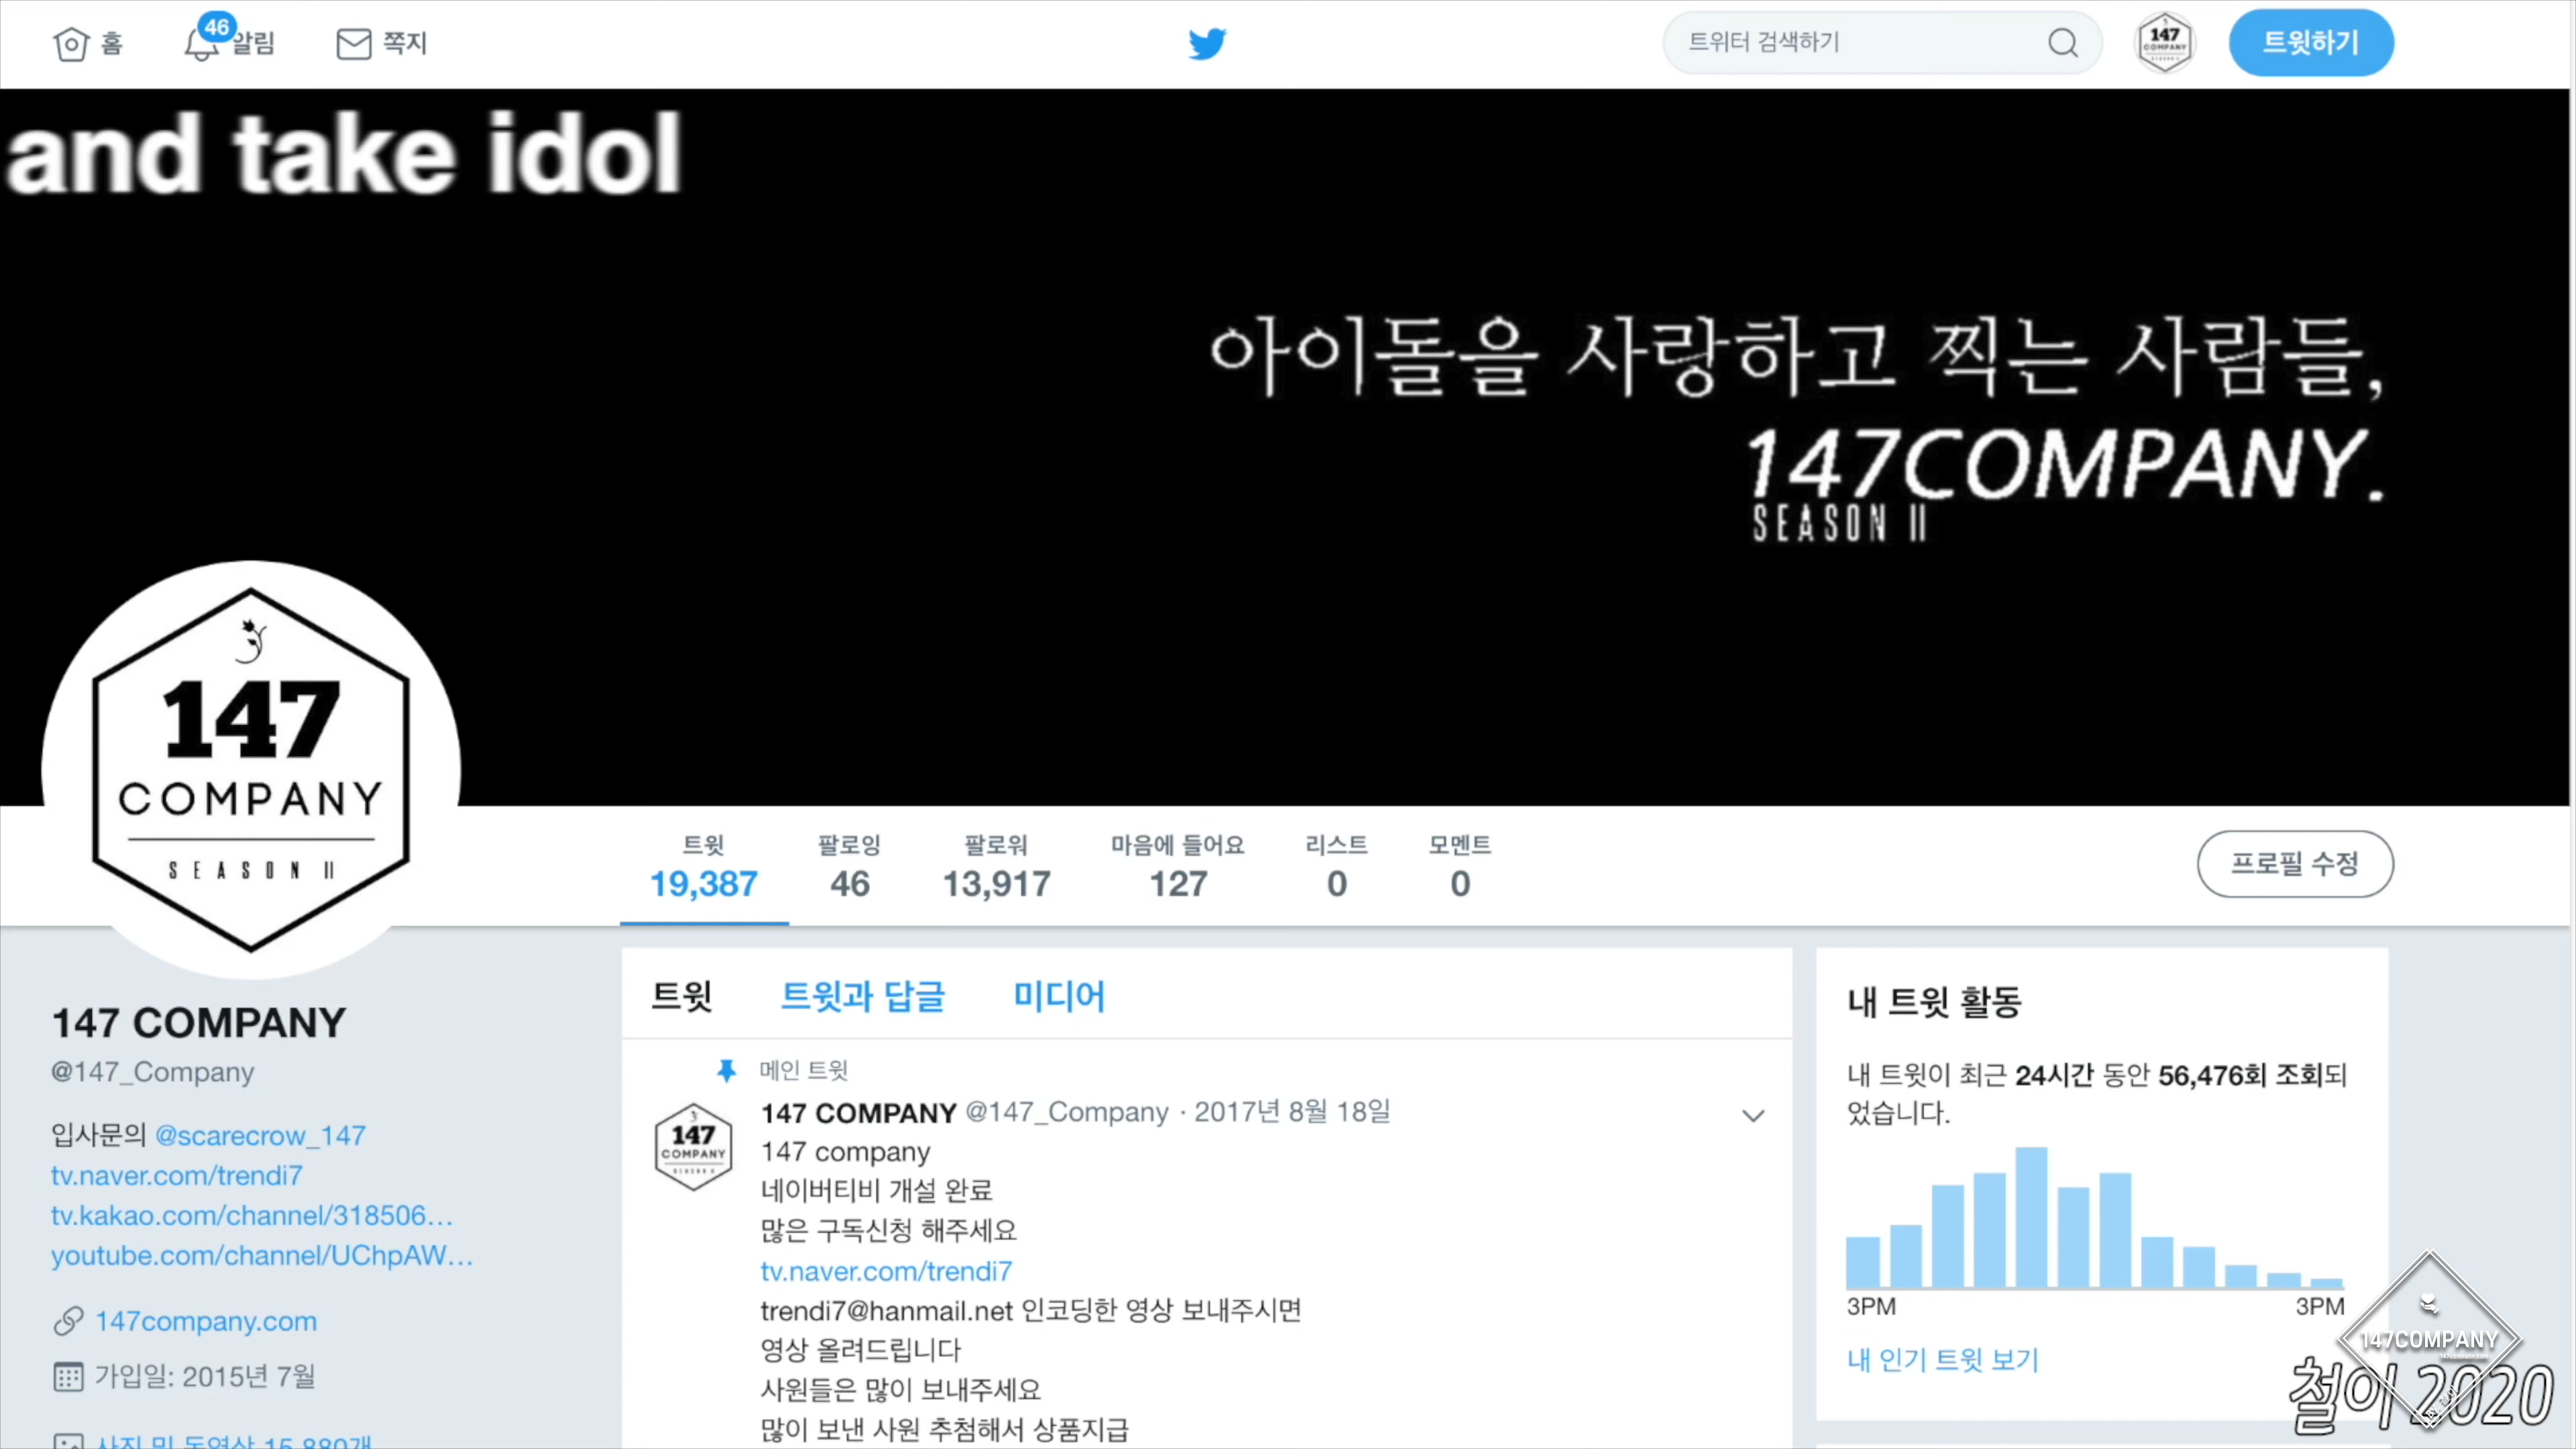 홈
46
알림
쪽지
트위터 검색하기
147
COMPANY
트윗하기
and take idol
아이돌을 사랑하고 찍는 사람들,
147COMPANY.
SEASON II
147
COMPANY
SEASON II
트윗
19,387
팔로잉
46
팔로워
13,917
마음에 들어요
127
리스트
0
모멘트
0
프로필 수정
147 COMPANY
@147_Company
입사문의 @scarecrow_147
tv.naver.com/trendi7
tv.kakao.com/channel/318506…
youtube.com/channel/UChpAW…
147company.com
가입일: 2015년 7월
사진 및 동영상 15,880개
트윗 트윗과 답글 미디어
메인 트윗
147
COMPANY
147 COMPANY @147_Company · 2017년 8월 18일
147 company
네이버티비 개설 완료
많은 구독신청 해주세요
tv.naver.com/trendi7
trendi7@hanmail.net 인코딩한 영상 보내주시면
영상 올려드립니다
사원들은 많이 보내주세요
많이 보낸 사원 추첨해서 상품지급
내 트윗 활동
내 트윗이 최근 24시간 동안 56,476회 조회되
었습니다.
3PM 3PM
내 인기 트윗 보기
147COMPANY
철이 2020